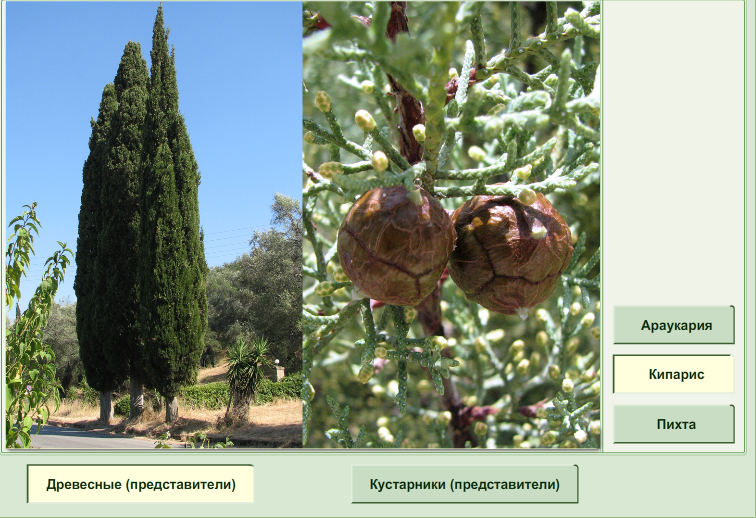 Араукария
Кипарис
Пихта
Древесные (представители)
Кустарники (представители)